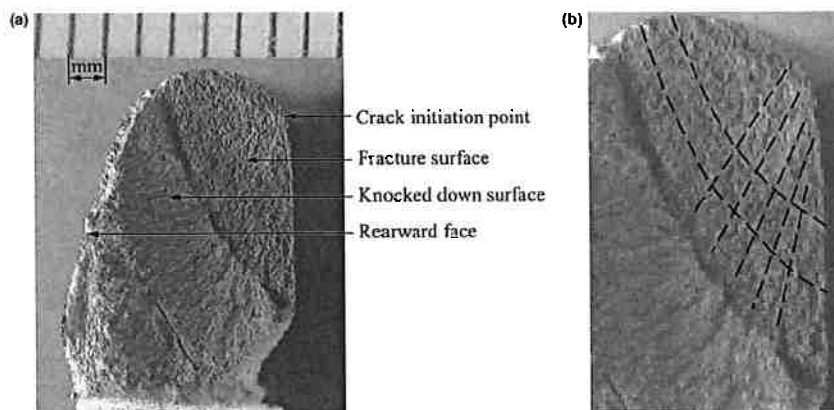 (a)
mm
Crack initiation point
Fracture surface
Knocked down surface
Rearward face
(b)